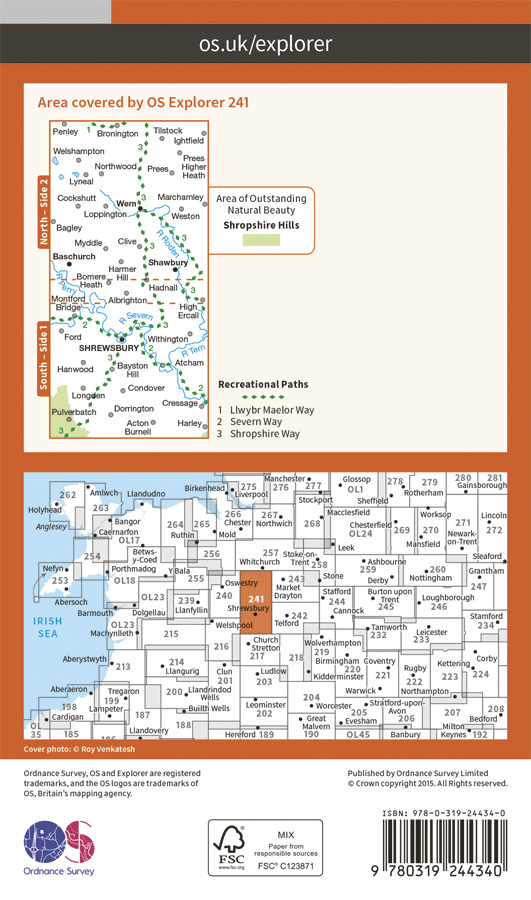 os.uk/explorer
Area covered by OS Explorer 241
North – Side 2
South – Side 1
Penley
1
Bronington
Tilstock
Ightfield
Welshampton
3
Northwood
Prees
Prees
Higher
Heath
Lyneal
Cockshutt
Wem
3
Marchamley
Loppington
Weston
Bagley
3
R Roden
3
Myddle
Clive
3
Baschurch
Harmer
Hill
Shawbury
Bomere
Heath
3
R Perry
Hadnall
3
Montford
Bridge
Albrighton
High
Ercall
2
R Severn
3
Ford
SHREWSBURY
Withington
2
R Tern
3
Hanwood
Bayston
Hill
Atcham
Longden
Condover
2
Pulverbatch
Dorrington
Cressage
3
Acton
Burnell
Harley
Area of Outstanding
Natural Beauty
Shropshire Hills
Recreational Paths
1 Llwybr Maelor Way
2 Severn Way
3 Shropshire Way
262
Amlwch
Llandudno
Birkenhead
275
Liverpool
Manchester
276
277
Glossop
OL1
278
279
280
281
Gainsborough
Holyhead
263
Stockport
Sheffield
Rotherham
Anglesey
Bangor
264
265
266
Chester
267
Northwich
268
Macclesfield
Chesterfield
269
Worksop
270
271
Lincoln
272
Caernarfon
OL17
Ruthin
Mold
OL24
Mansfield
Newark-
on-Trent
254
Betws-
y-Coed
256
257
Stoke-on-
Trent
258
Leek
Sleaford
Nefyn
253
Porthmadog
OL18
Y Bala
255
Whitchurch
Ashbourne
259
260
Nottingham
Grantham
247
Abersoch
OL23
239
Llanfyllin
240
Oswestry
241
Shrewsbury
243
Market
Drayton
Stone
Derby
Stafford
244
Burton upon
Trent
245
Loughborough
246
Barmouth
Dolgellau
OL23
Welshpool
242
Telford
Cannock
Stamford
234
IRISH
SEA
Machynlleth
215
216
Church
Stretton
217
Wolverhampton
219
Tamworth
232
Leicester
233
Aberystwyth
213
214
Llangurig
Clun
201
Ludlow
203
218
Birmingham
220
Kidderminster
Coventry
221
Rugby
222
Kettering
223
Corby
224
Aberaeron
198
Tregaron
199
Lampeter
200
Llandrindod
Wells
Builth Wells
Leominster
202
204
Worcester
Warwick
205
Stratford-upon-
Avon
206
Northampton
207
208
Bedford
OL
35
Cardigan
185
186
187
Llandovery
188
Hereford
189
Great
Malvern
190
Evesham
OL45
Banbury
Milton
Keynes
192
Cover photo: © Roy Venkatesh
Ordnance Survey, OS and Explorer are registered
trademarks, and the OS logos are trademarks of
OS, Britain's mapping agency.
Published by Ordnance Survey Limited
© Crown copyright 2015. All rights Reserved.
OS
Ordnance Survey
FSC
www.fsc.org
MIX
Paper from
responsible sources
FSC® C123871
ISBN: 978-0-319-24434-0
9 780319 244340